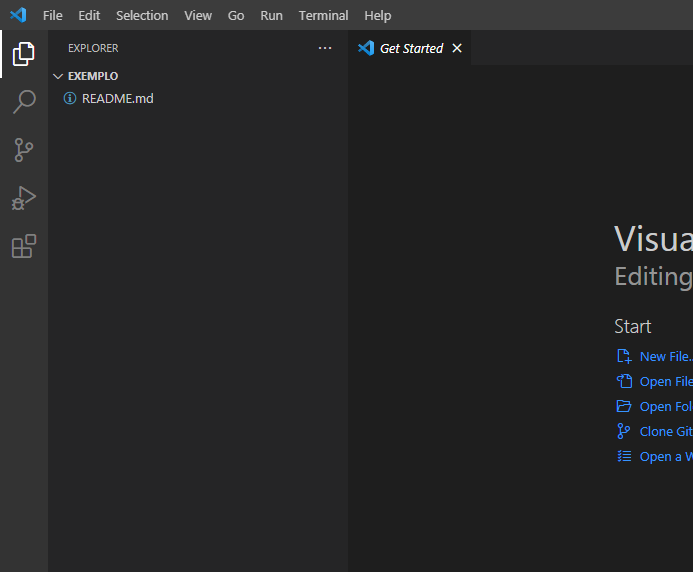 File Edit Selection View Go Run Terminal Help
EXPLORER ...
Get Started
EXEMPLO
README.md
Visua
Editing
Start
New File..
Open File
Open Fol
Clone Git
Open a W